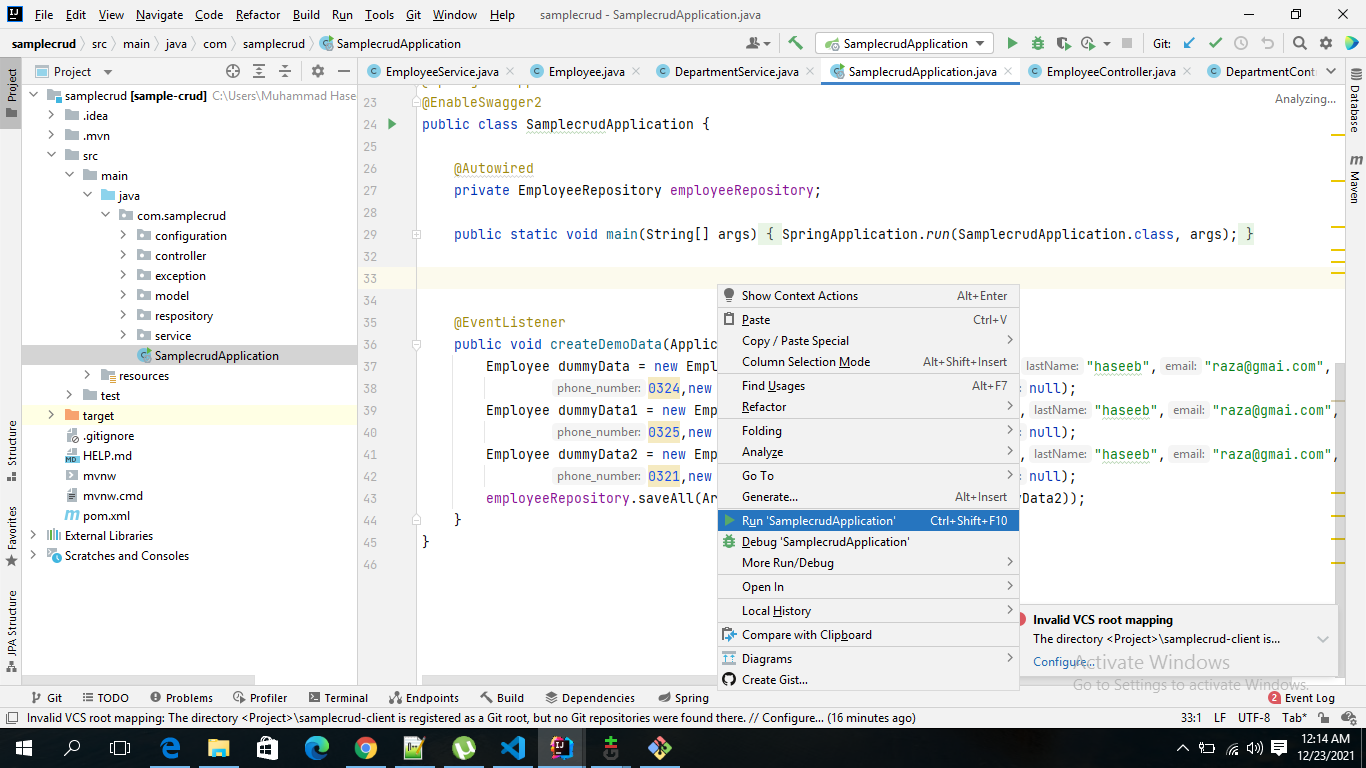 File Edit View Navigate Code Refactor Build Run Tools Git Window Help samplecrud - SamplecrudApplication.java
samplecrud src main java com samplecrud SamplecrudApplication SamplecrudApplication Git:
Project EmployeeService.java Employee.java DepartmentService.java SamplecrudApplication.java EmployeeController.java DepartmentCont
Project
Structure
Favorites
JPA Structure
samplecrud [sample-crud] C:\Users\Muhammad Hase
.idea
.mvn
src
main
java
com.samplecrud
configuration
controller
exception
model
respository
service
SamplecrudApplication
resources
test
target
.gitignore
HELP.md
mvnw
mvnw.cmd
pom.xml
External Libraries
Scratches and Consoles
Analyzing...
23 @EnableSwagger2
24 public class SamplecrudApplication {
25
26 @Autowired
27 private EmployeeRepository employeeRepository;
28
29 public static void main(String[] args) { SpringApplication.run(SamplecrudApplication.class, args); }
32
33
34
35 @EventListener
36 public void createDemoData(Applic
37 Employee dummyData = new Empl lastName: "haseeb", email: "raza@gmai.com",
38 phone_number: 0324,new : null);
39 Employee dummyData1 = new Emp , lastName: "haseeb", email: "raza@gmai.com",
40 phone_number: 0325,new : null);
41 Employee dummyData2 = new Emp , lastName: "haseeb", email: "raza@gmai.com",
42 phone_number: 0321,new : null);
43 employeeRepository.saveAll(Ar yData2));
44 }
45 }
46
Show Context Actions Alt+Enter
Paste Ctrl+V
Copy / Paste Special
Column Selection Mode Alt+Shift+Insert
Find Usages Alt+F7
Refactor
Folding
Analyze
Go To
Generate... Alt+Insert
Run 'SamplecrudApplication' Ctrl+Shift+F10
Debug 'SamplecrudApplication'
More Run/Debug
Open In
Local History
Compare with Clipboard
Diagrams
Create Gist...
Database
m
Maven
Invalid VCS root mapping
The directory <Project>\samplecrud-client is...
Configure...
Activate Windows
Go to Settings to activate Windows.
Git TODO Problems Profiler Terminal Endpoints Build Dependencies Spring 2 Event Log
Invalid VCS root mapping: The directory <Project>\samplecrud-client is registered as a Git root, but no Git repositories were found there. // Configure... (16 minutes ago) 33:1 LF UTF-8 Tab*
12:14 AM
12/23/2021